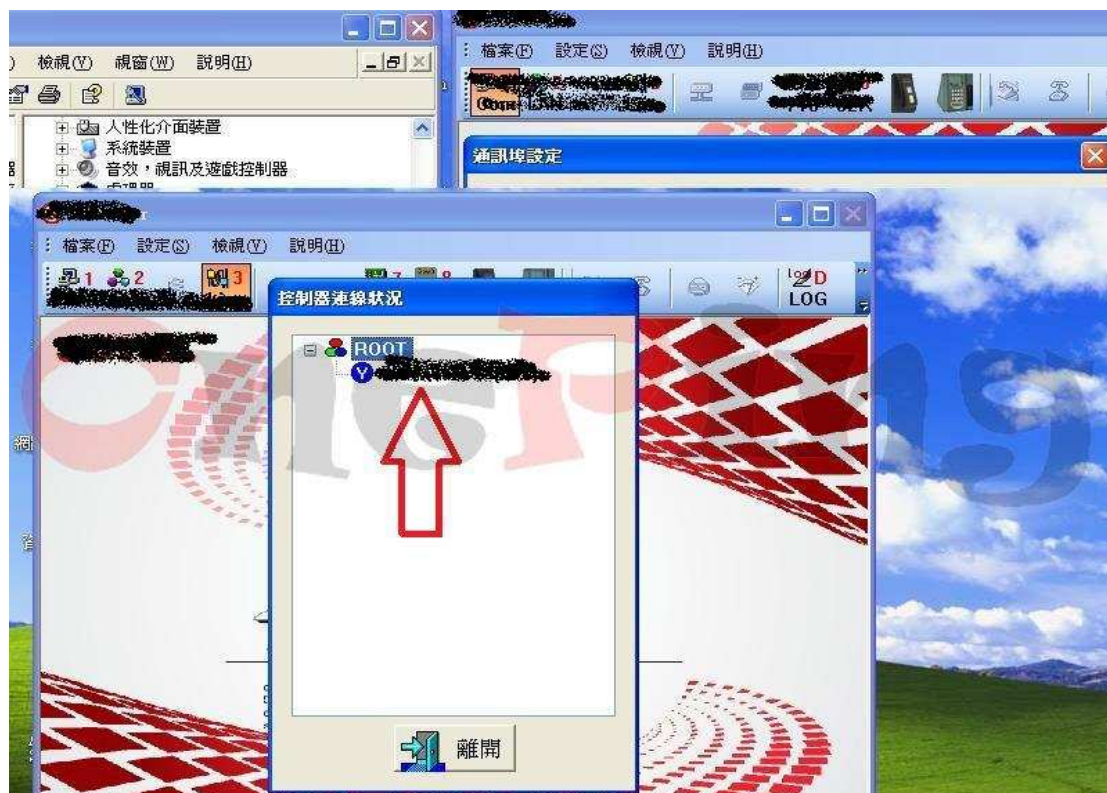 檢視(V) 視窗(W) 說明(H)
人性化介面裝置
系統裝置
音效，視訊及遊戲控制器
檔案(F) 設定(S) 檢視(V) 說明(H)
通訊埠設定
檔案(F) 設定(S) 檢視(V) 說明(H)
1 2 3 7 8 D
LOG
控制器連線狀況
ROOT
Y
離開
OnePing